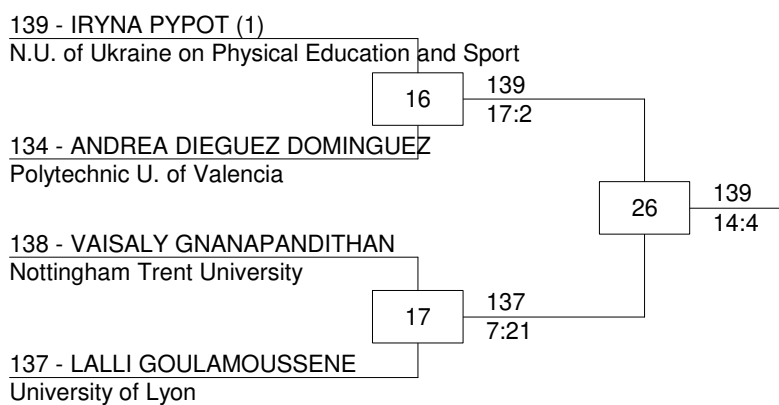 139 - IRYNA PYPOT (1)
N.U. of Ukraine on Physical Education and Sport
16
139
17:2
134 - ANDREA DIEGUEZ DOMINGUEZ
Polytechnic U. of Valencia
26
139
14:4
138 - VAISALY GNANAPANDITHAN
Nottingham Trent University
17
137
7:21
137 - LALLI GOULAMOUSSENE
University of Lyon